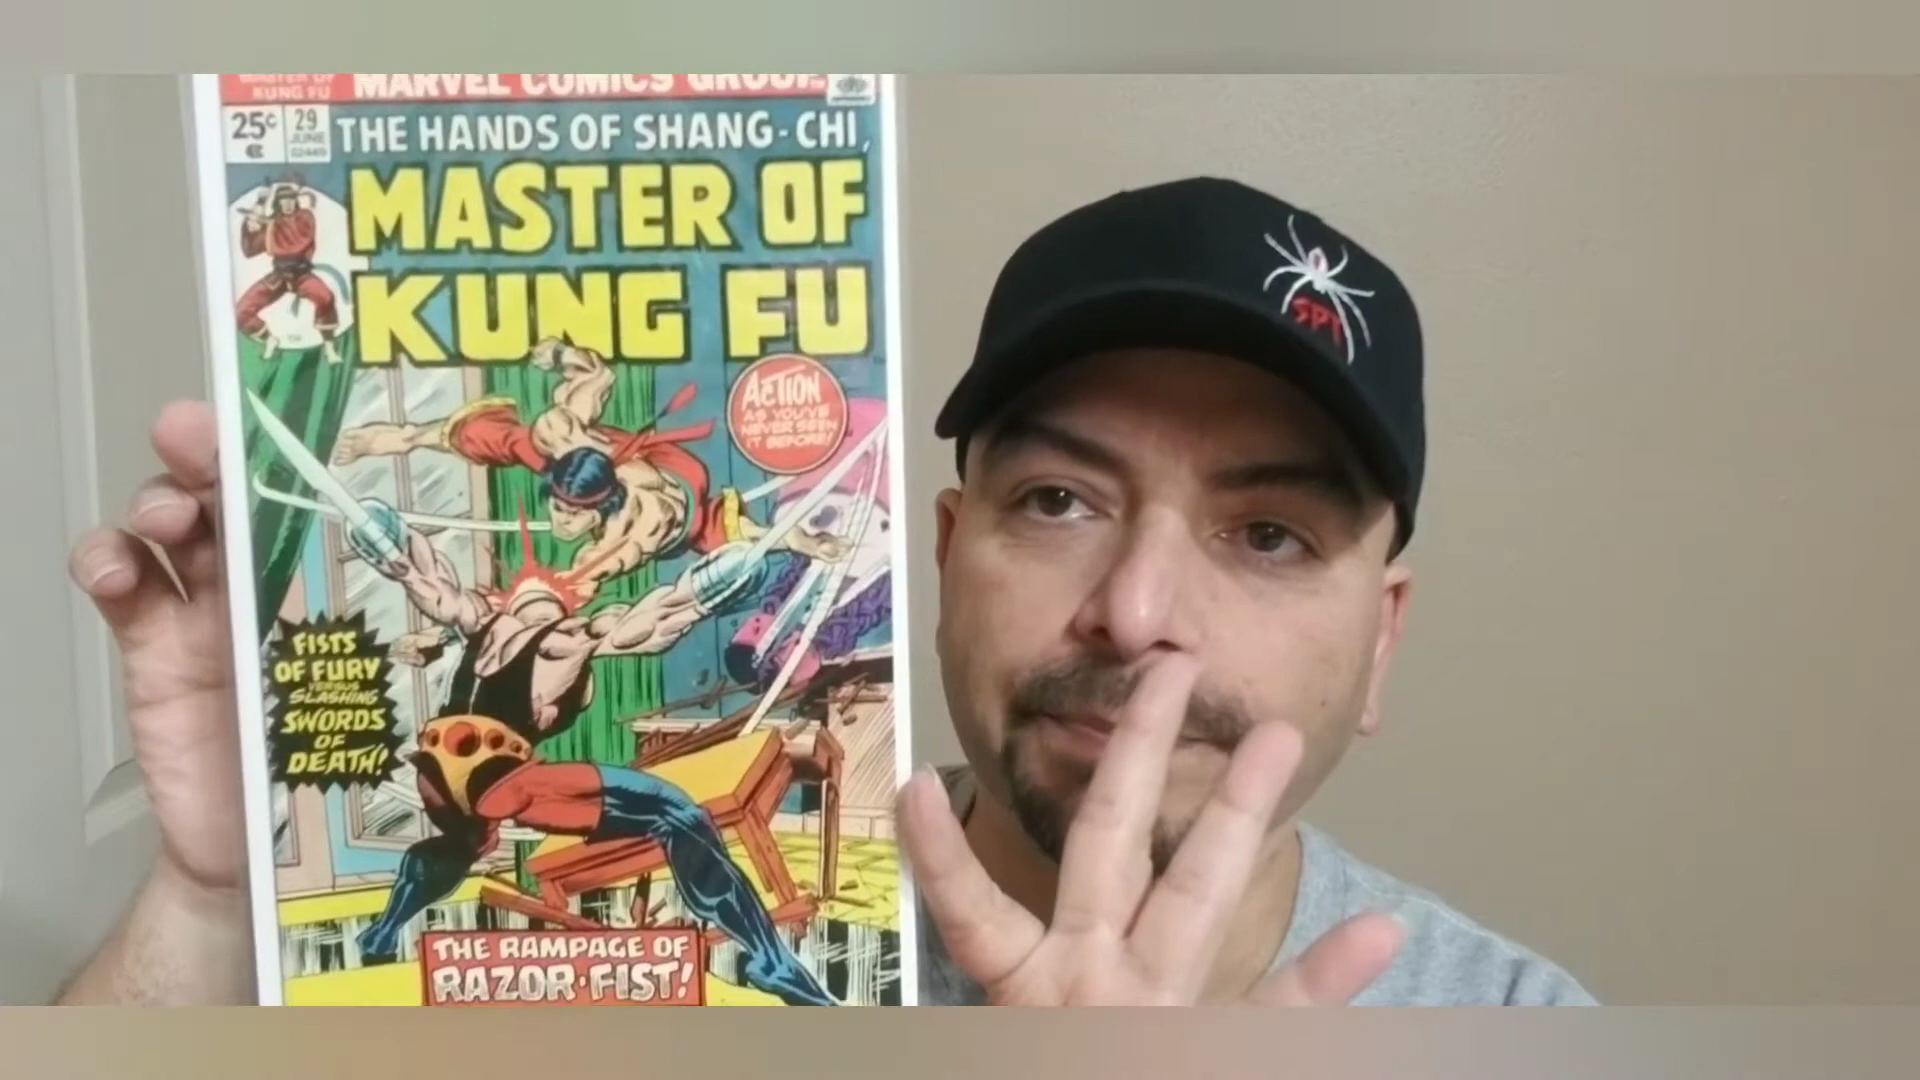 MASTER OF
KUNG FU
MARVEL COMICS GROUP
25¢
29
JUNE
02449
THE HANDS OF SHANG-CHI,
MASTER OF
KUNG FU
ACTION
AS YOU'VE
NEVER SEEN
IT BEFORE!
FISTS
OF FURY
VERSUS
SLASHING
SWORDS
OF
DEATH!
THE RAMPAGE OF
RAZOR-FIST!